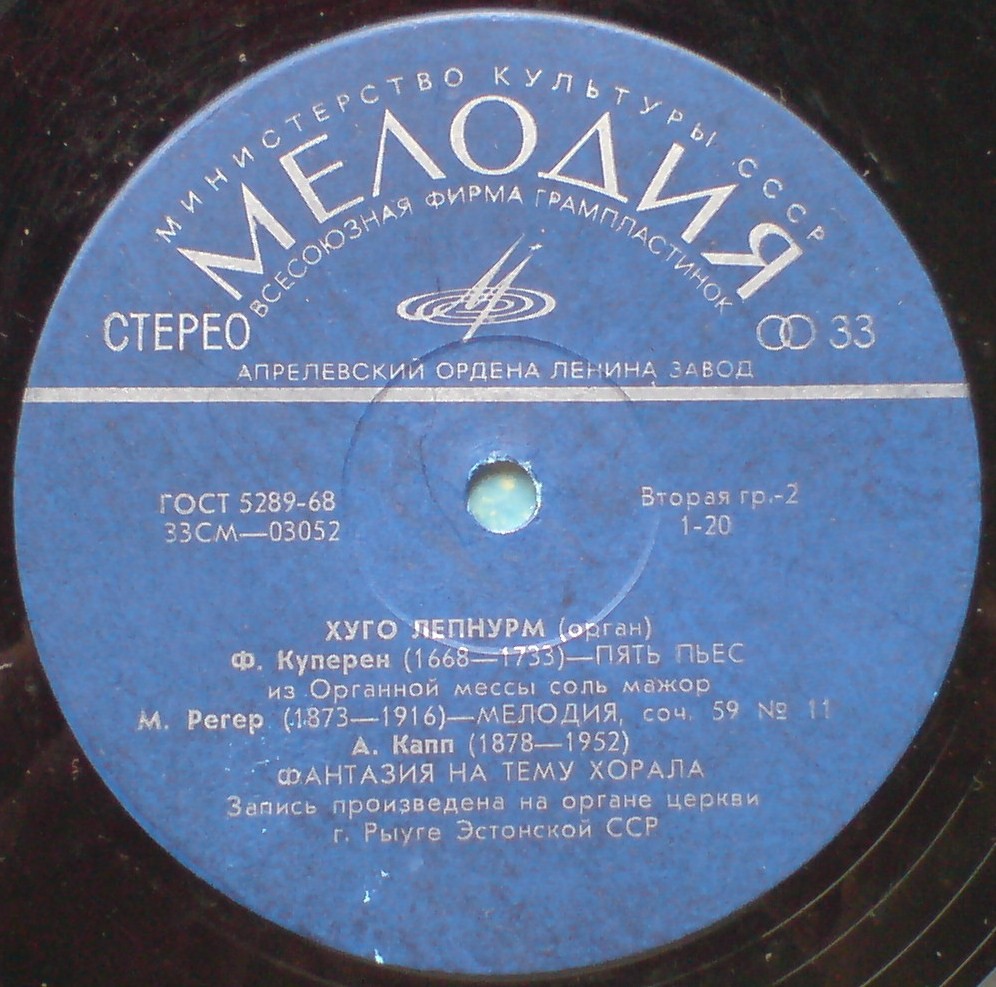 МИНИСТЕРСТВО КУЛЬТУРЫ СССР
МЕЛОДИЯ
ВСЕСОЮЗНАЯ ФИРМА ГРАМПЛАСТИНОК
СТЕРЕО
33
АПРЕЛЕВСКИЙ ОРДЕНА ЛЕНИНА ЗАВОД
ГОСТ 5289-68
33СМ—03052
Вторая гр.-2
1-20
ХУГО ЛЕПНУРМ (орган)
Ф. Куперен (1668—1733)—ПЯТЬ ПЬЕС
из Органной мессы соль мажор
М. Регер (1873—1916)—МЕЛОДИЯ, соч. 59 № 11
А. Капп (1878—1952)
ФАНТАЗИЯ НА ТЕМУ ХОРАЛА
Запись произведена на органе церкви
г. Рыуге Эстонской ССР